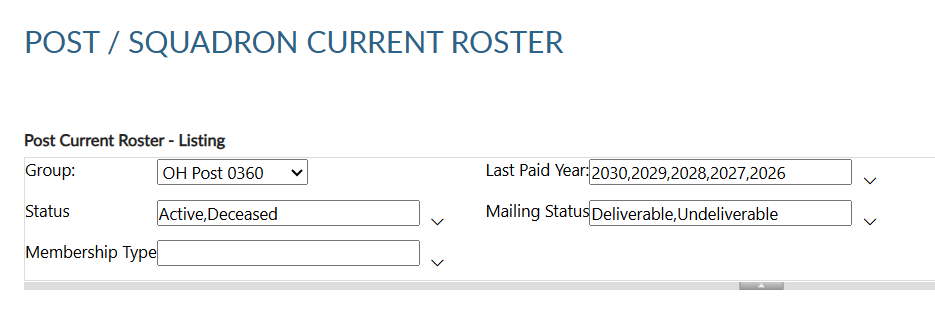 POST / SQUADRON CURRENT ROSTER
Post Current Roster - Listing
Group: OH Post 0360 Last Paid Year: 2030,2029,2028,2027,2026
Status Active,Deceased Mailing Status Deliverable,Undeliverable
Membership Type